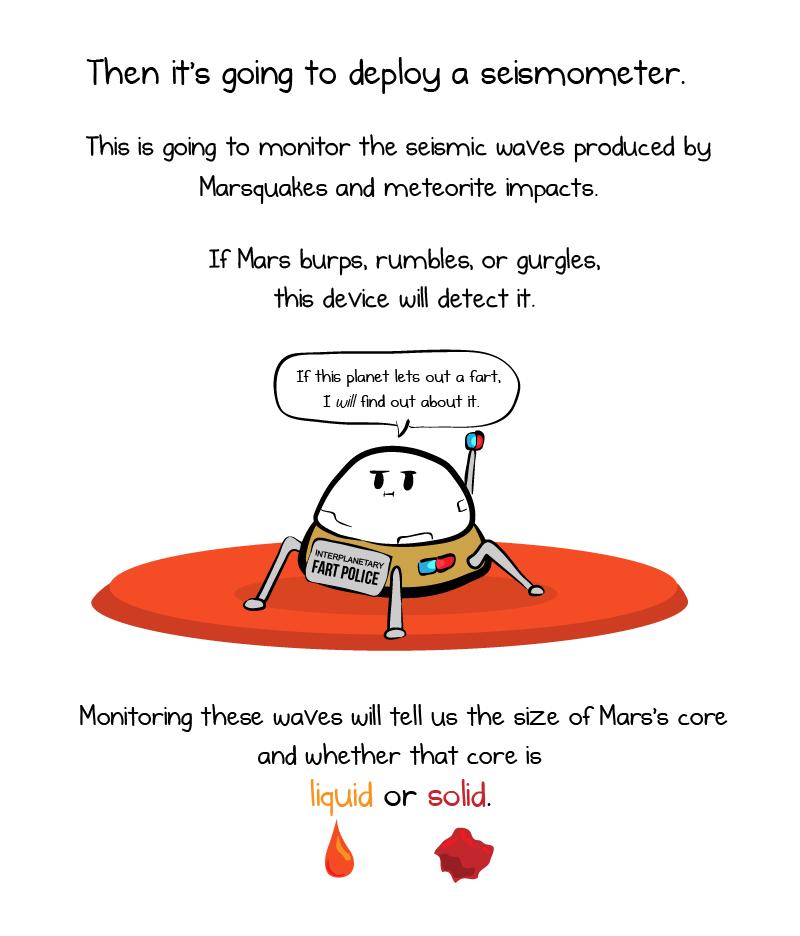 Then it's going to deploy a seismometer.
This is going to monitor the seismic waves produced by
Marsquakes and meteorite impacts.
If Mars burps, rumbles, or gurgles,
this device will detect it.
If this planet lets out a fart,
I will find out about it.
INTERPLANETARY
FART POLICE
Monitoring these waves will tell us the size of Mars's core
and whether that core is
liquid or solid.